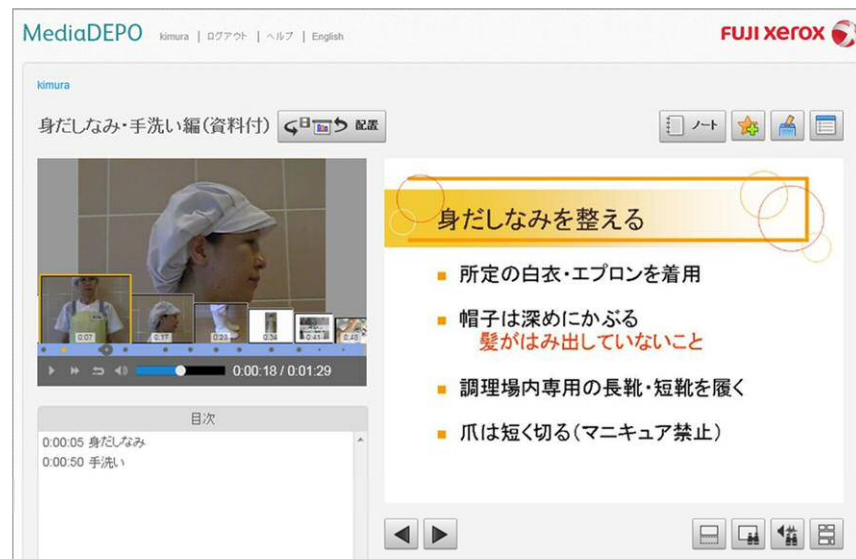 MediaDEPO kimura | ログアウト | ヘルプ | English
FUJI xerox
kimura
身だしなみ・手洗い編(資料付) 配置
ノート
0:07 0:17 0:34 0:41 0:48
0:00:18 / 0:01:29
目次
0:00:05 身だしなみ
0:00:50 手洗い
身だしなみを整える
所定の白衣・エプロンを着用
帽子は深めにかぶる
髪がはみ出していないこと
調理場内専用の長靴・短靴を履く
爪は短く切る(マニキュア禁止)